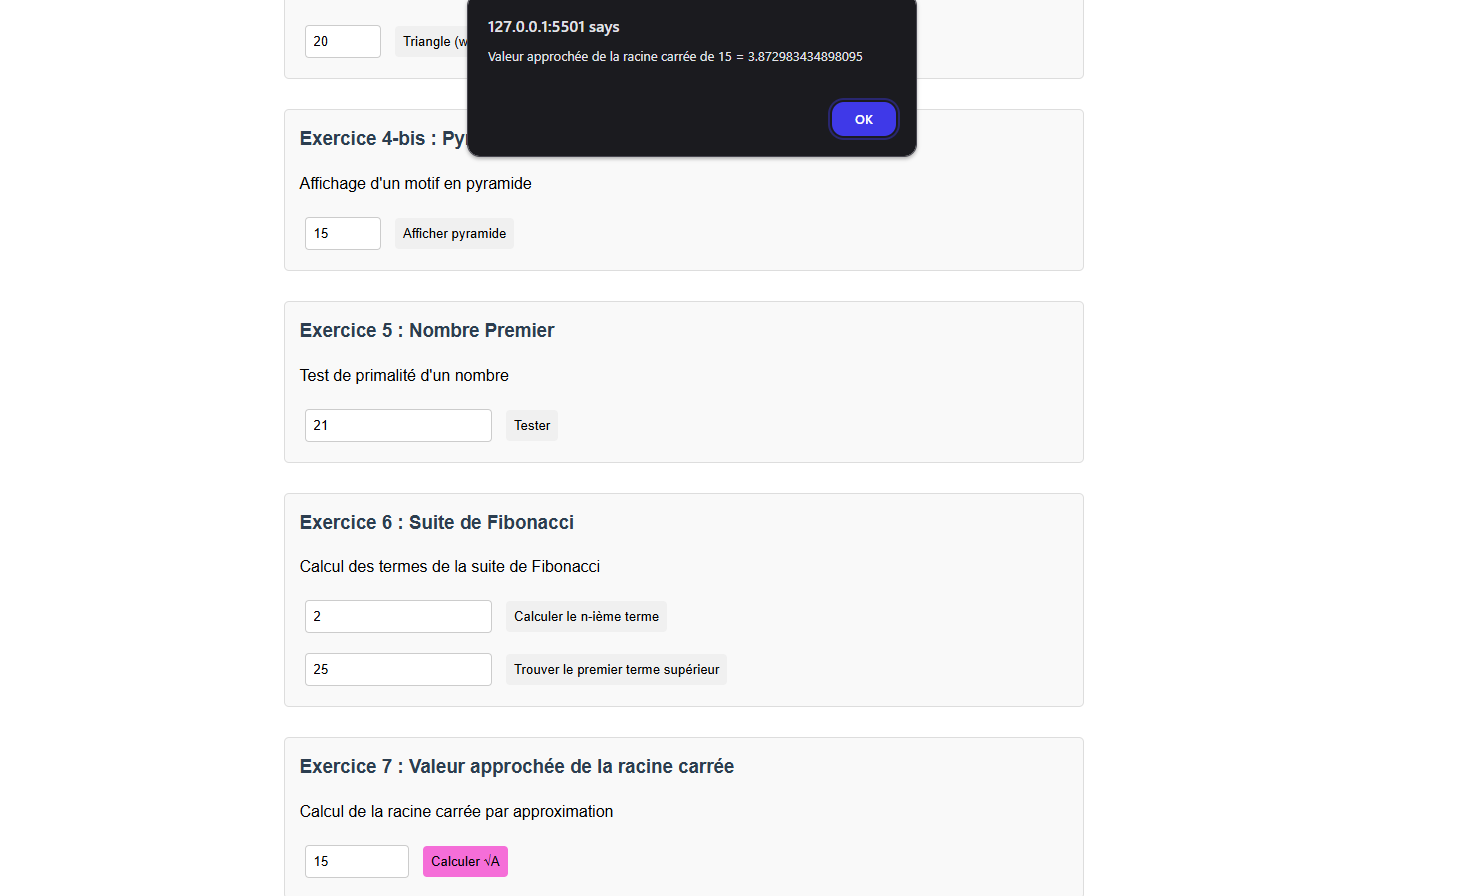 127.0.0.1:5501 says
Valeur approchée de la racine carrée de 15 = 3.872983434898095
OK
20
Triangle (w
Exercice 4-bis : Py
Affichage d'un motif en pyramide
15 Afficher pyramide
Exercice 5 : Nombre Premier
Test de primalité d'un nombre
21 Tester
Exercice 6 : Suite de Fibonacci
Calcul des termes de la suite de Fibonacci
2 Calculer le n-ième terme
25 Trouver le premier terme supérieur
Exercice 7 : Valeur approchée de la racine carrée
Calcul de la racine carrée par approximation
15 Calculer √A